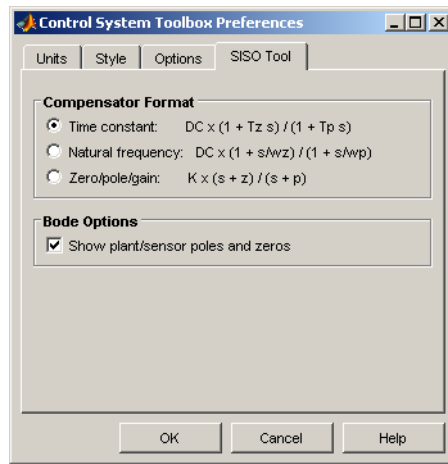 Control System Toolbox Preferences
Units Style Options SISO Tool
Compensator Format
Time constant: DC x (1 + Tz s) / (1 + Tp s)
Natural frequency: DC x (1 + s/wz) / (1 + s/wp)
Zero/pole/gain: K x (s + z) / (s + p)
Bode Options
Show plant/sensor poles and zeros
OK Cancel Help